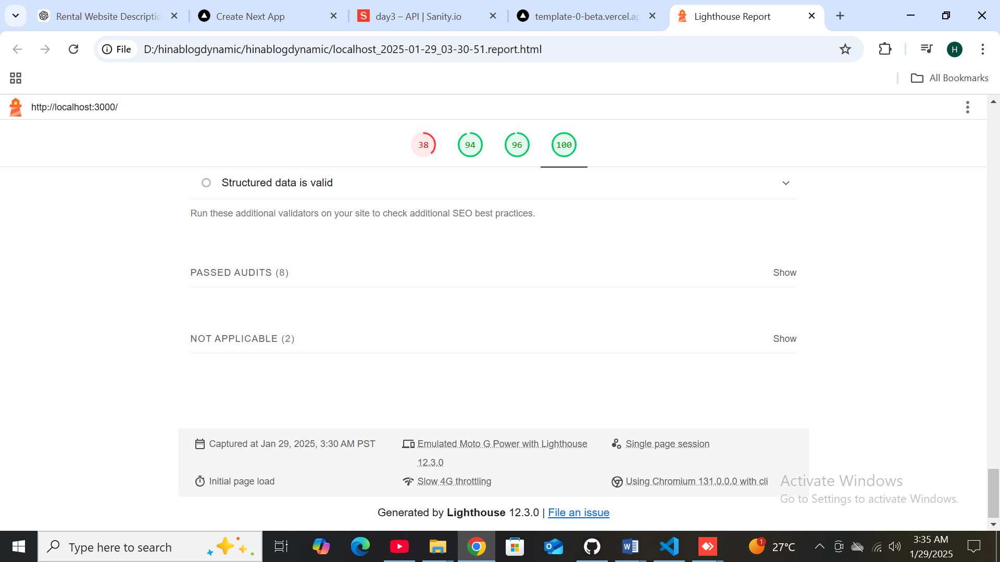 Rental Website Descriptio
Create Next App
day3 – API | Sanity.io
template-0-beta.vercel.ap
Lighthouse Report
File
D:/hinablogdynamic/hinablogdynamic/localhost_2025-01-29_03-30-51.report.html
H
All Bookmarks
http://localhost:3000/
38
94
96
100
Structured data is valid
Run these additional validators on your site to check additional SEO best practices.
PASSED AUDITS (8)
Show
NOT APPLICABLE (2)
Show
Captured at Jan 29, 2025, 3:30 AM PST
Emulated Moto G Power with Lighthouse
12.3.0
Single page session
Initial page load
Slow 4G throttling
Using Chromium 131.0.0.0 with cli
Activate Windows
Go to Settings to activate Windows.
Generated by Lighthouse 12.3.0 | File an issue
Type here to search
1
27°C
3:35 AM
1/29/2025